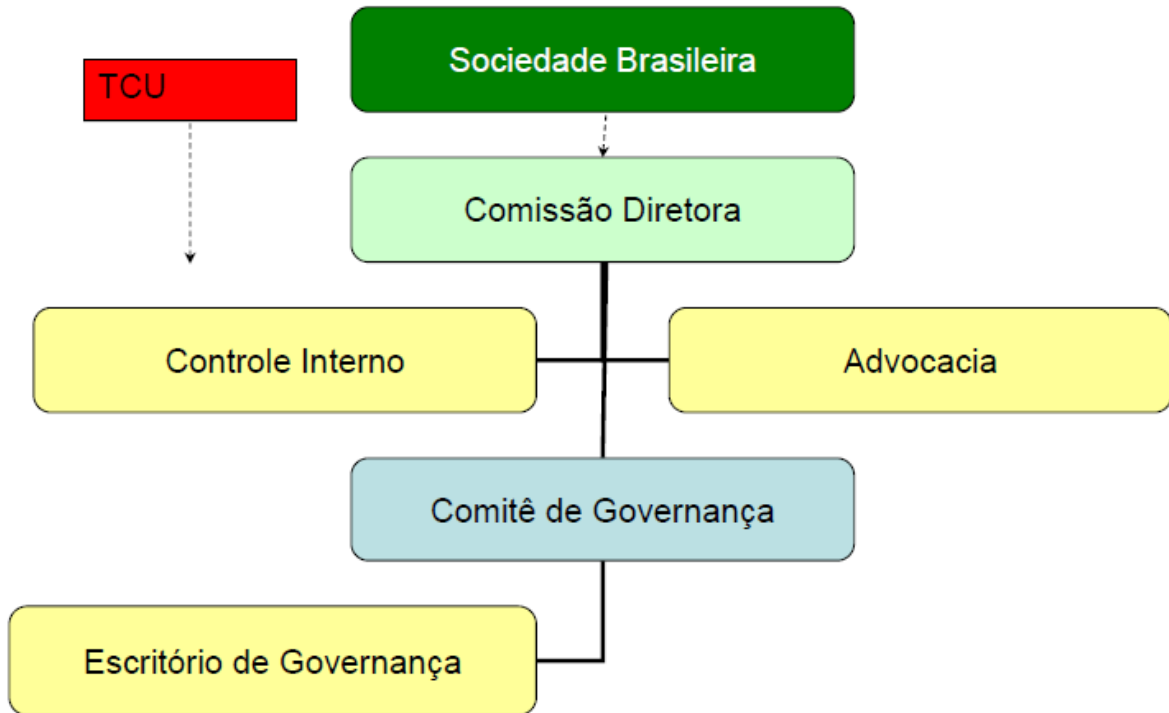 Sociedade Brasileira
TCU
Comissão Diretora
Controle Interno
Advocacia
Comitê de Governança
Escritório de Governança